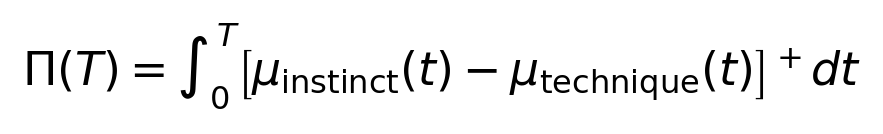 Π(T) = ∫₀ᵀ [μ_instinct(t) − μ_technique(t)]⁺ dt